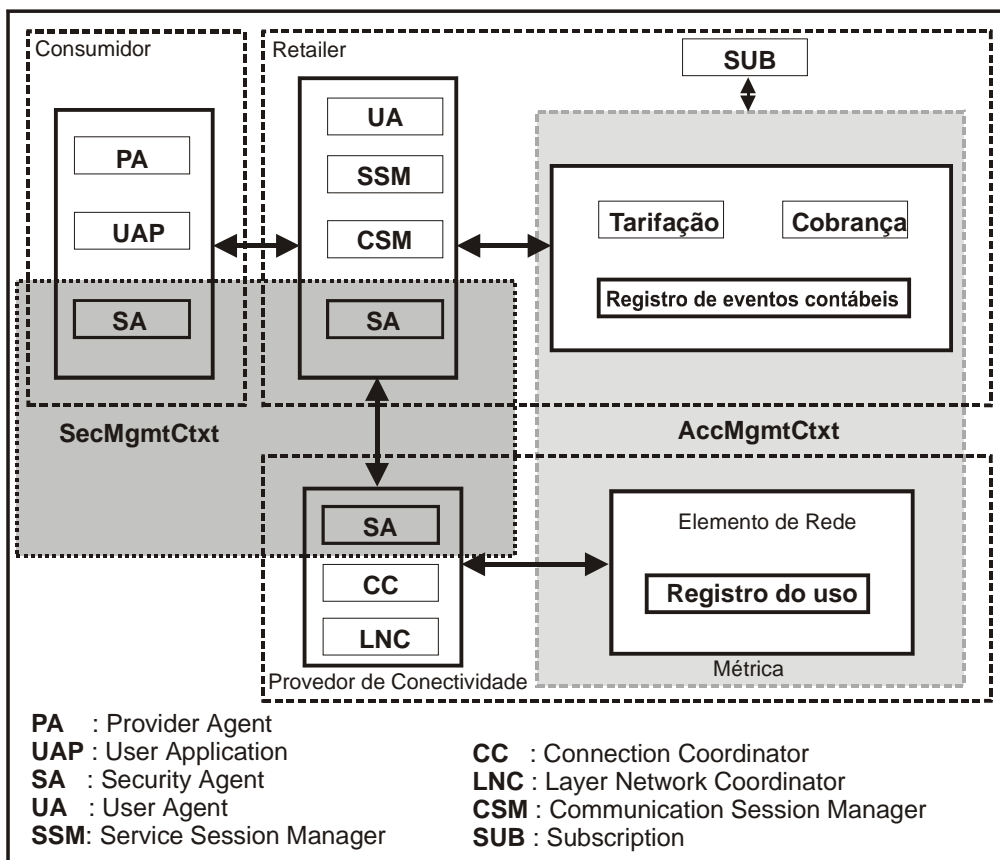 Consumidor
Retailer
SUB
UA
PA
SSM
UAP
CSM
Tarifação
Cobrança
Registro de eventos contábeis
SA
SA
SecMgmtCtxt
AccMgmtCtxt
SA
CC
LNC
Elemento de Rede
Registro do uso
Métrica
Provedor de Conectividade
PA : Provider Agent
UAP : User Application
SA : Security Agent
UA : User Agent
SSM: Service Session Manager
CC : Connection Coordinator
LNC : Layer Network Coordinator
CSM : Communication Session Manager
SUB : Subscription